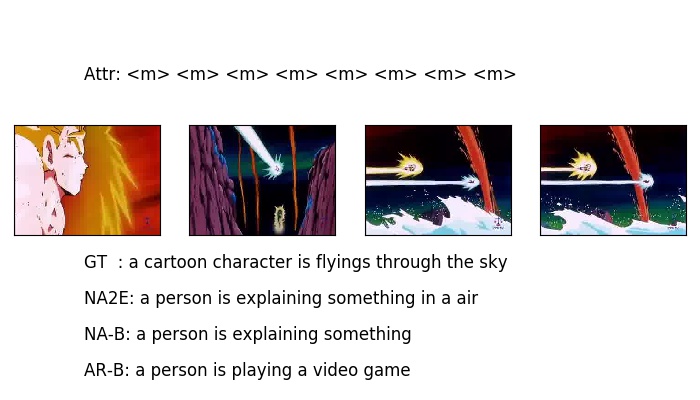 Attr: <m> <m> <m> <m> <m> <m> <m> <m>
GT  : a cartoon character is flyings through the sky
NA2E: a person is explaining something in a air
NA-B: a person is explaining something
AR-B: a person is playing a video game